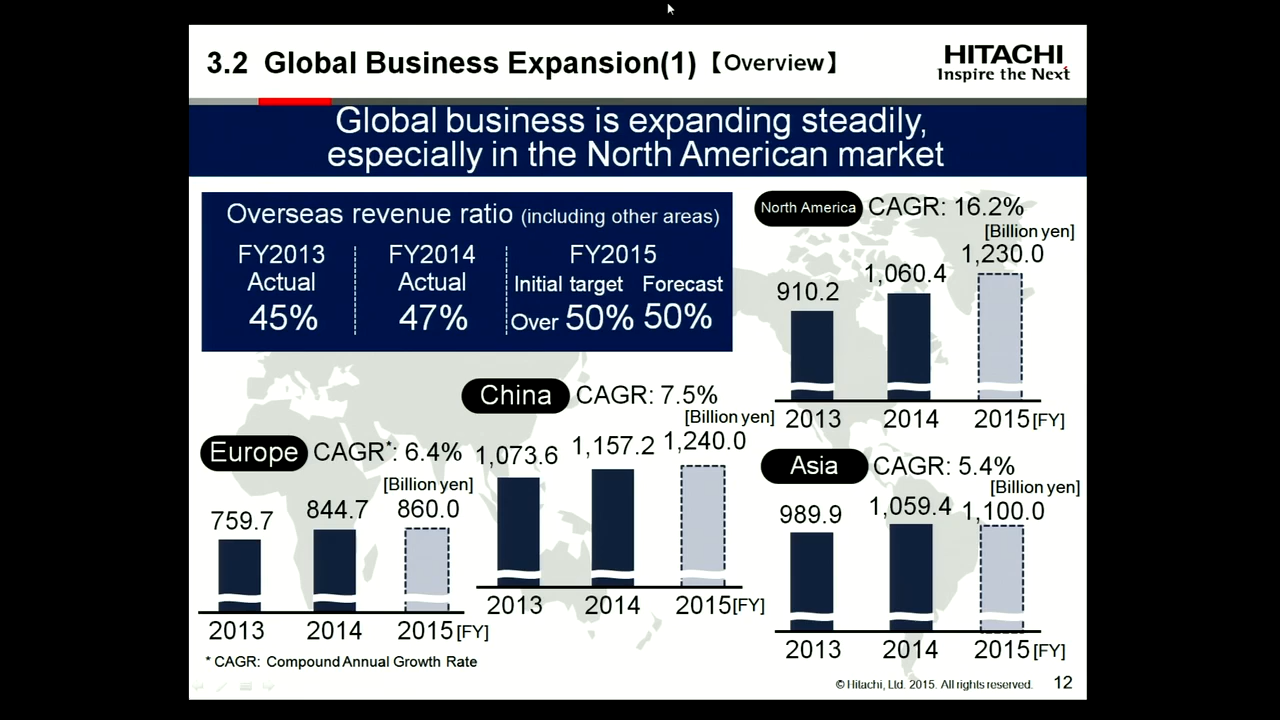 3.2 Global Business Expansion(1)【Overview】
HITACHI
Inspire the Next
Global business is expanding steadily,
especially in the North American market
Overseas revenue ratio (including other areas)
FY2013 FY2014 FY2015
Actual Actual Initial target Forecast
45% 47% Over 50% 50%
North America CAGR: 16.2%
[Billion yen]
910.2 1,060.4 1,230.0
2013 2014 2015 [FY]
China CAGR: 7.5%
[Billion yen]
1,073.6 1,157.2 1,240.0
2013 2014 2015 [FY]
Europe CAGR*: 6.4%
[Billion yen]
759.7 844.7 860.0
2013 2014 2015 [FY]
Asia CAGR: 5.4%
[Billion yen]
989.9 1,059.4 1,100.0
2013 2014 2015 [FY]
* CAGR: Compound Annual Growth Rate
© Hitachi, Ltd. 2015. All rights reserved. 12